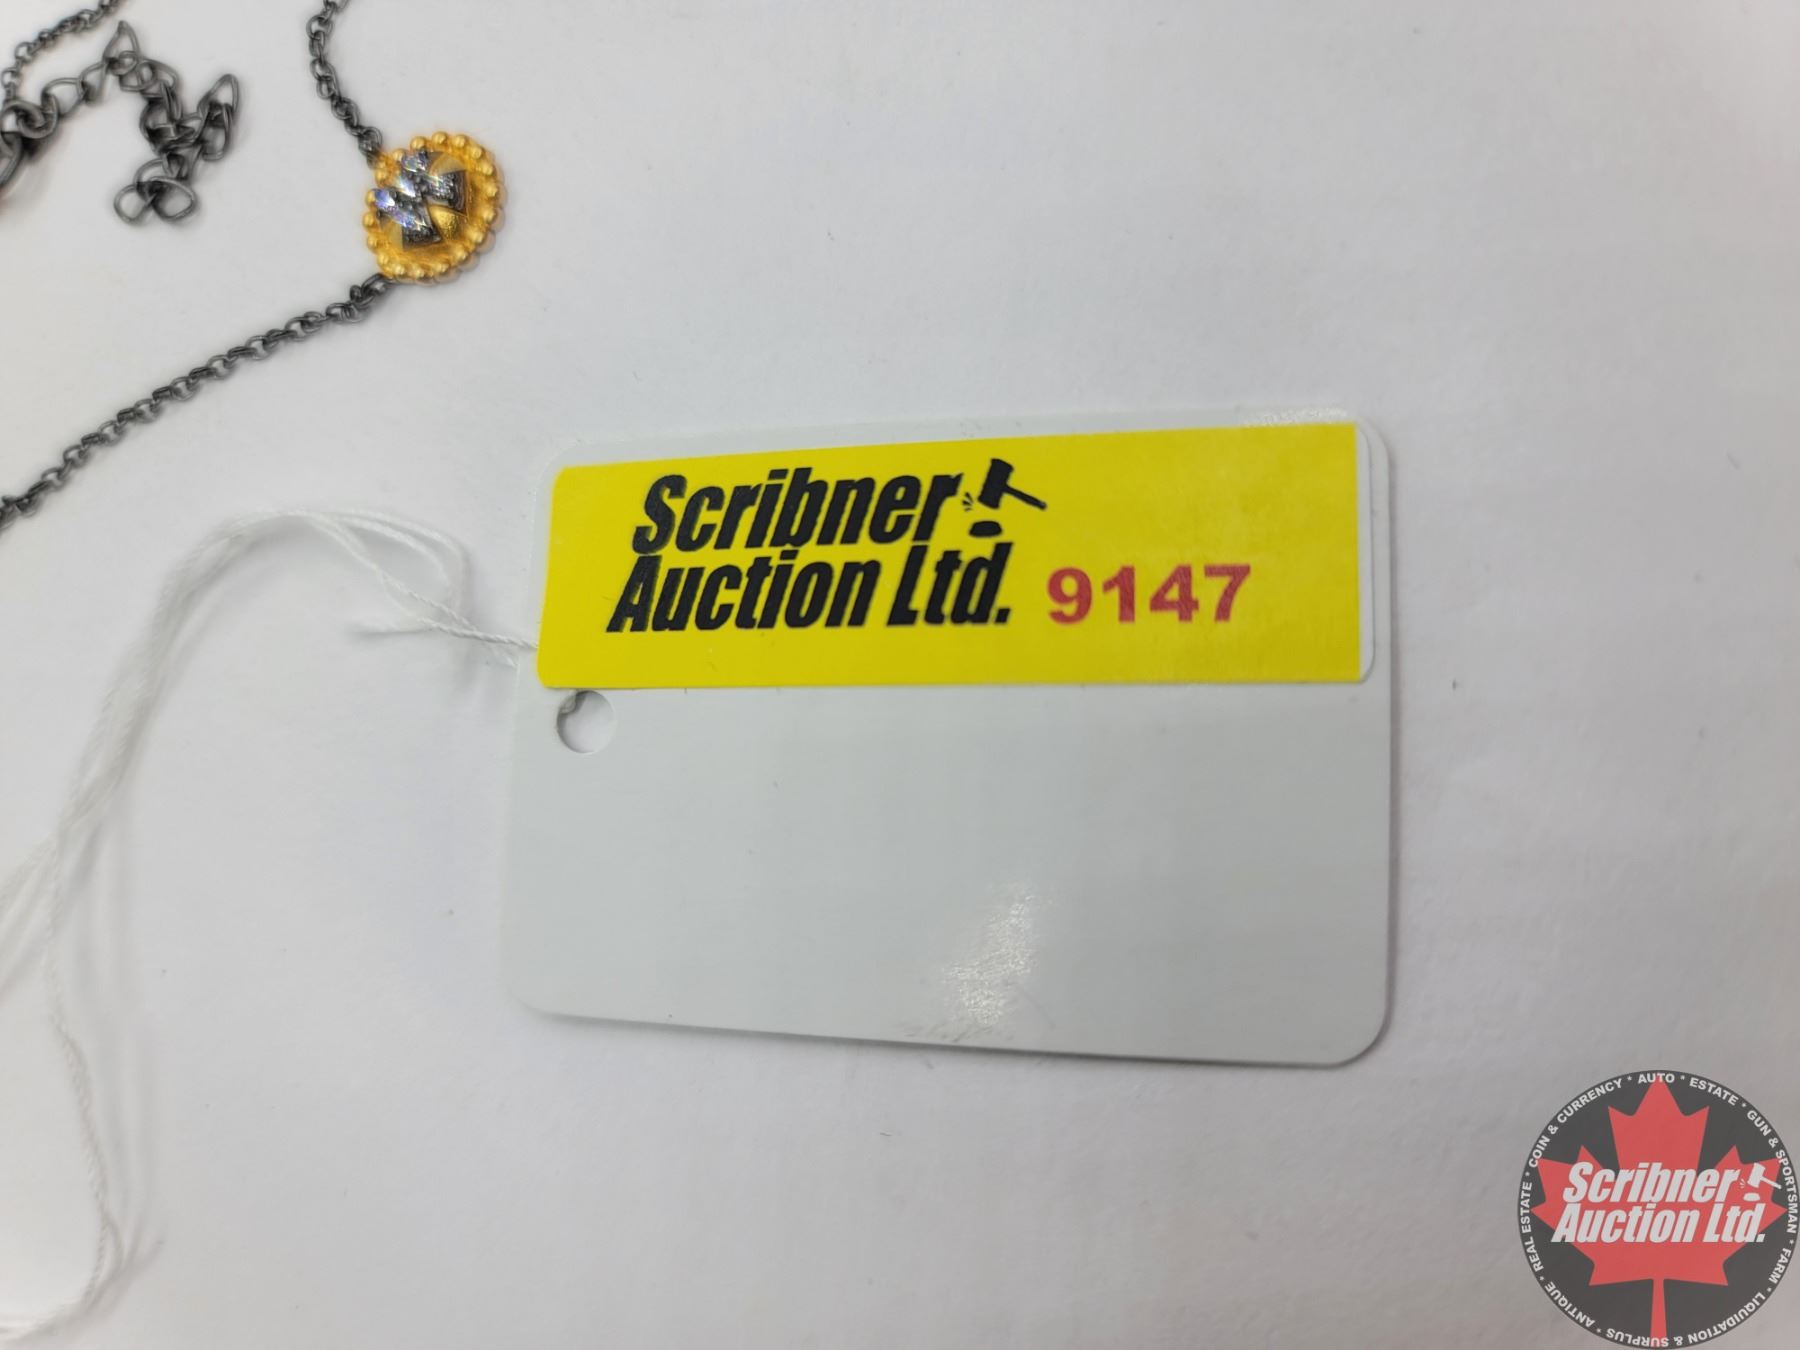 Scribner
Auction Ltd. 9147
COIN & CURRENCY * AUTO * ESTATE * GUN & SPORTSMAN * FARM * LIQUIDATION & SURPLUS * ANTIQUE * REAL ESTATE *
Scribner
Auction Ltd.